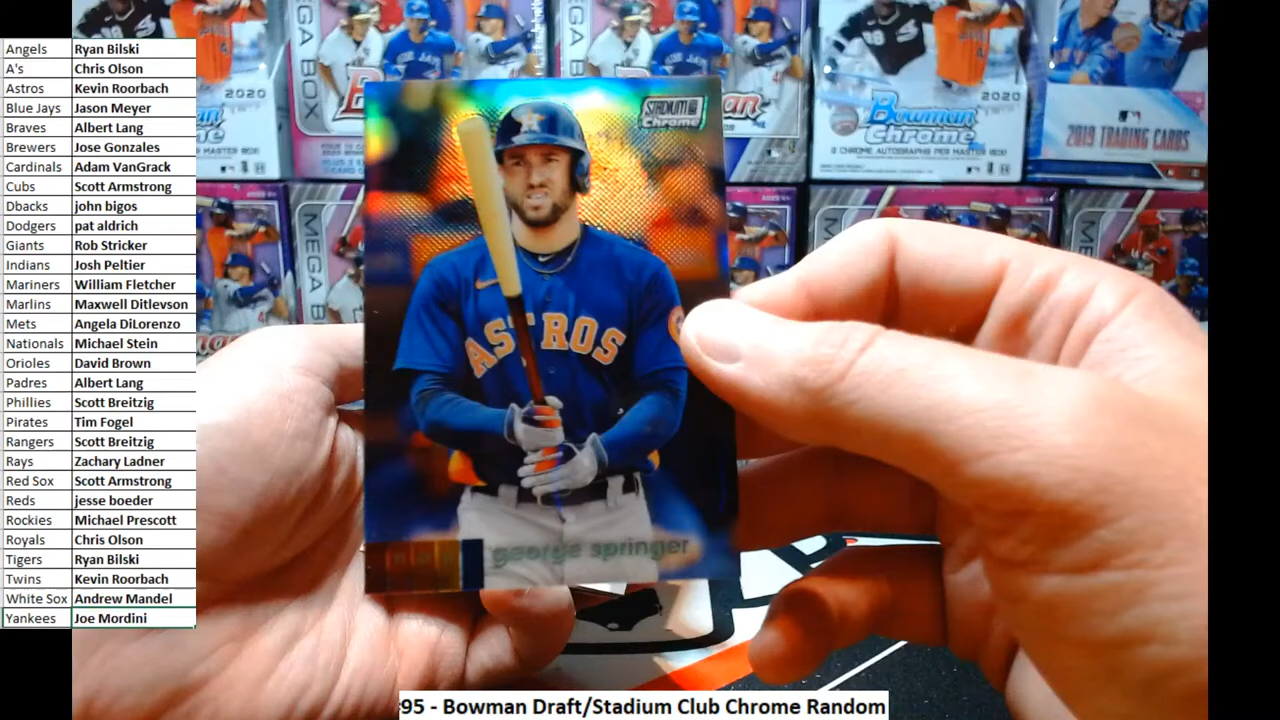 Angels Ryan Bilski
A's Chris Olson
Astros Kevin Roorbach
Blue Jays Jason Meyer
Braves Albert Lang
Brewers Jose Gonzales
Cardinals Adam VanGrack
Cubs Scott Armstrong
Dbacks john bigos
Dodgers pat aldrich
Giants Rob Stricker
Indians Josh Peltier
Mariners William Fletcher
Marlins Maxwell Ditlevson
Mets Angela DiLorenzo
Nationals Michael Stein
Orioles David Brown
Padres Albert Lang
Phillies Scott Breitzig
Pirates Tim Fogel
Rangers Scott Breitzig
Rays Zachary Ladner
Red Sox Scott Armstrong
Reds jesse boeder
Rockies Michael Prescott
Royals Chris Olson
Tigers Ryan Bilski
Twins Kevin Roorbach
White Sox Andrew Mandel
Yankees Joe Mordini
2020
MEGA BOX
STADIUM
Chrome
2020
Bowman
Chrome
2019 TRADING CARDS
MEGA B
ASTROS
george springer
95 - Bowman Draft/Stadium Club Chrome Random